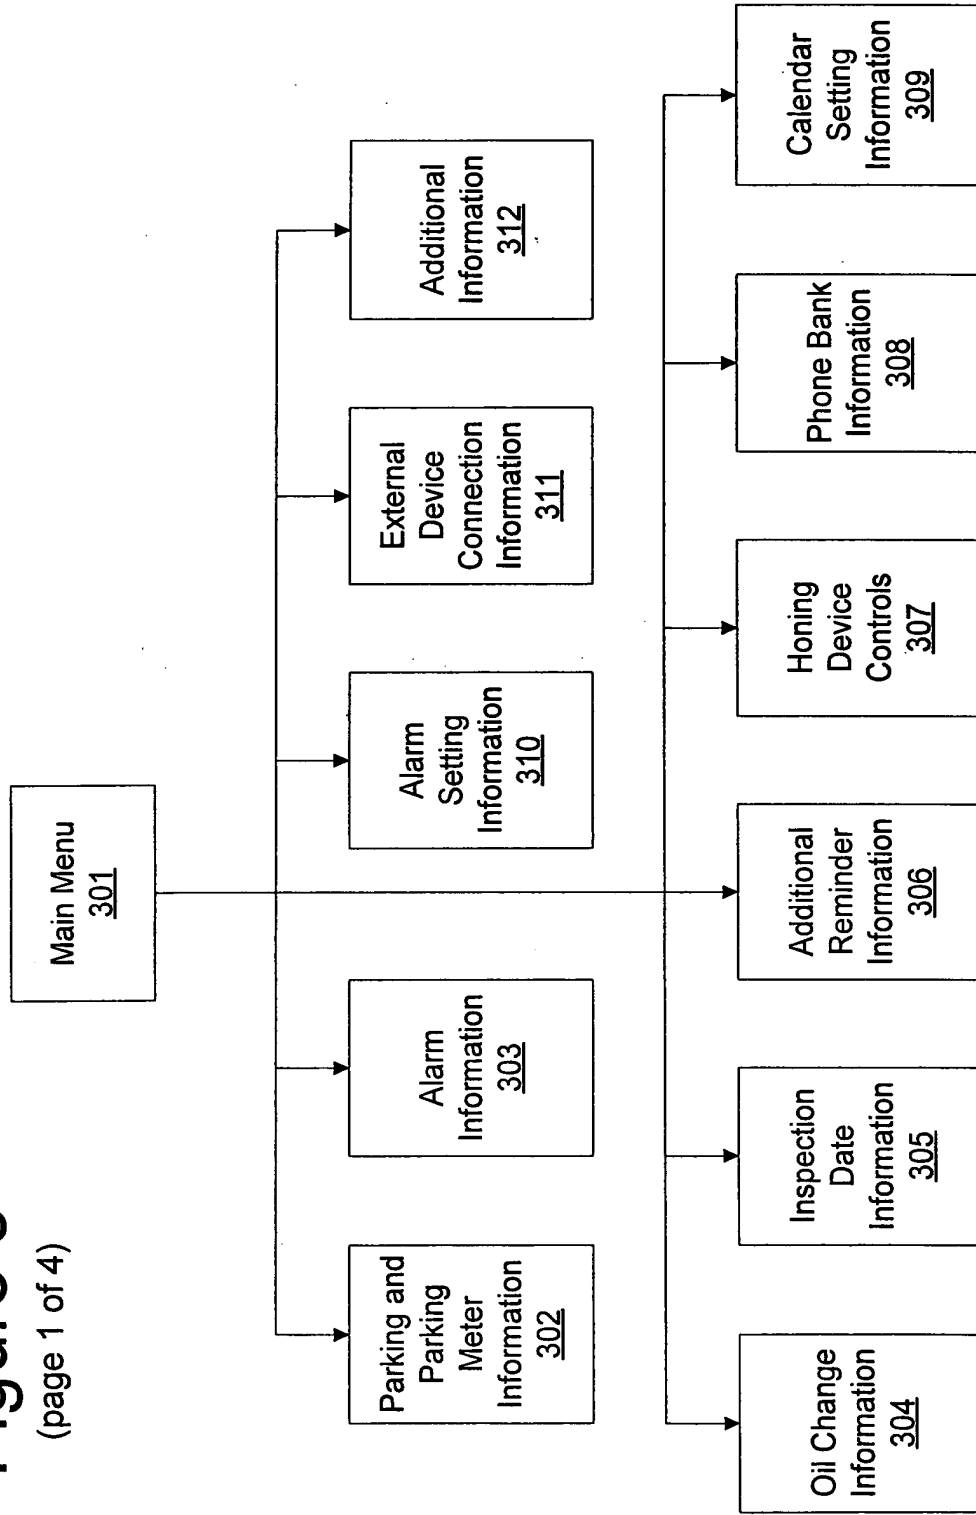 (page 1 of 4)
Main Menu
301
Parking and
Parking
Meter
Information
302
Alarm
Information
303
Alarm
Setting
Information
310
External
Device
Connection
Information
311
Additional
Information
312
Oil Change
Information
304
Inspection
Date
Information
305
Additional
Reminder
Information
306
Honing
Device
Controls
307
Phone Bank
Information
308
Calendar
Setting
Information
309